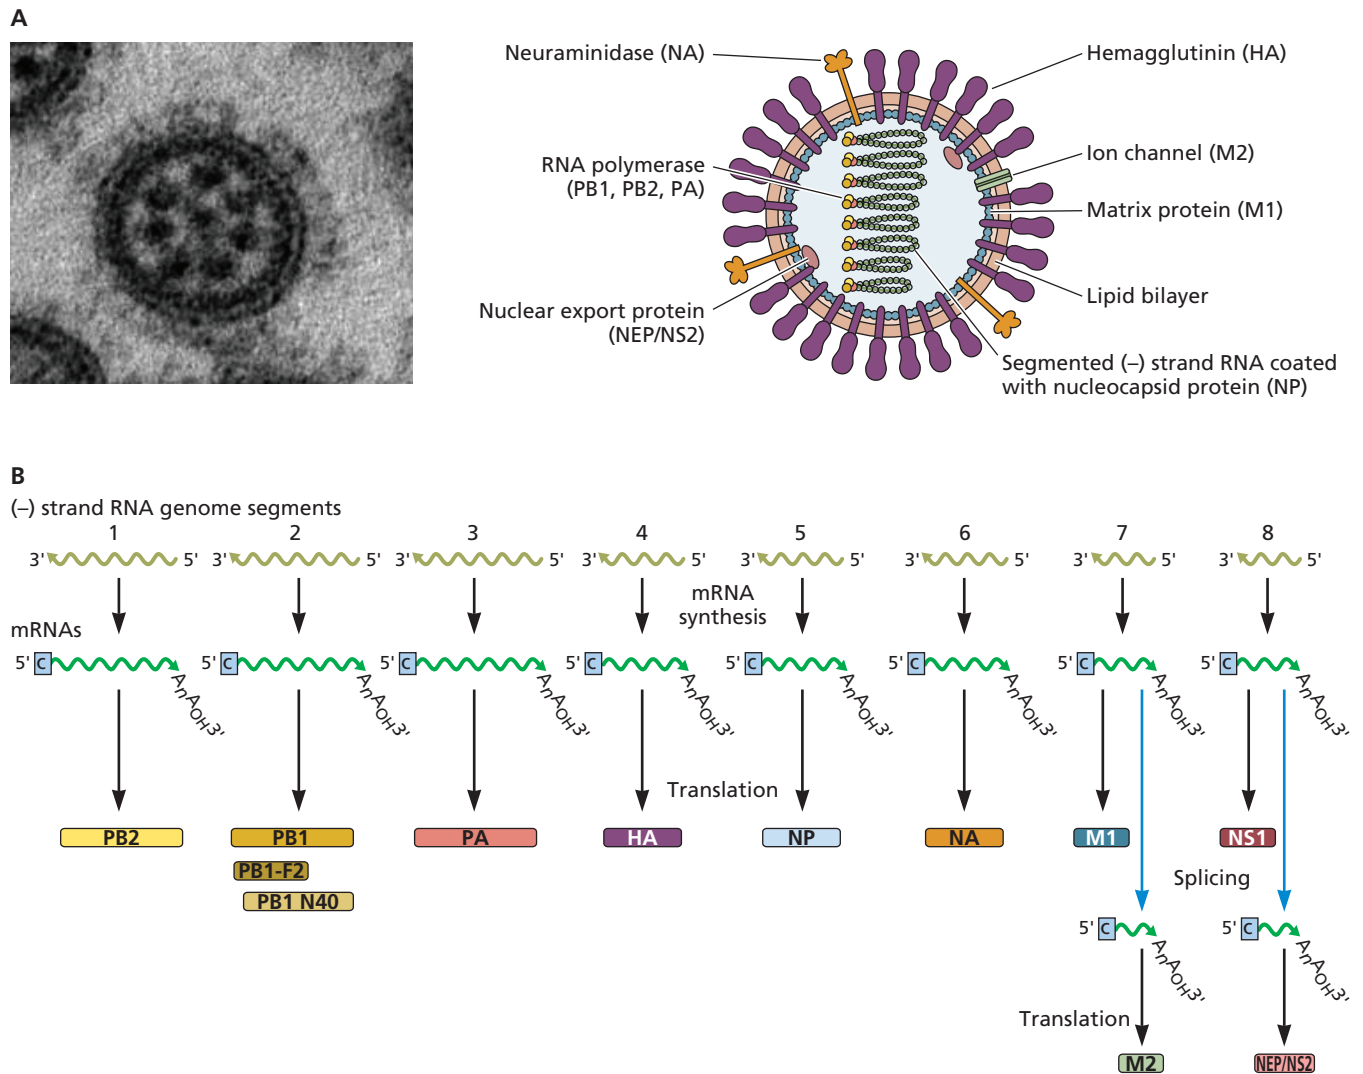 A
Neuraminidase (NA)
Hemagglutinin (HA)
RNA polymerase
(PB1, PB2, PA)
Ion channel (M2)
Matrix protein (M1)
Nuclear export protein
(NEP/NS2)
Lipid bilayer
Segmented (–) strand RNA coated
with nucleocapsid protein (NP)
B
(–) strand RNA genome segments
1 2 3 4 5 6 7 8
3' 5' 3' 5' 3' 5' 3' 5' 3' 5' 3' 5' 3' 5' 3' 5'
mRNA
synthesis
mRNAs
5' C 5' C 5' C 5' C 5' C 5' C 5' C 5' C
AnAOH3' AnAOH3' AnAOH3' AnAOH3' AnAOH3' AnAOH3' AnAOH3' AnAOH3'
Translation
PB2 PB1 PA HA NP NA M1 NS1
PB1-F2
Splicing
PB1 N40
5' C 5' C
AnAOH3' AnAOH3'
Translation
M2 NEP/NS2